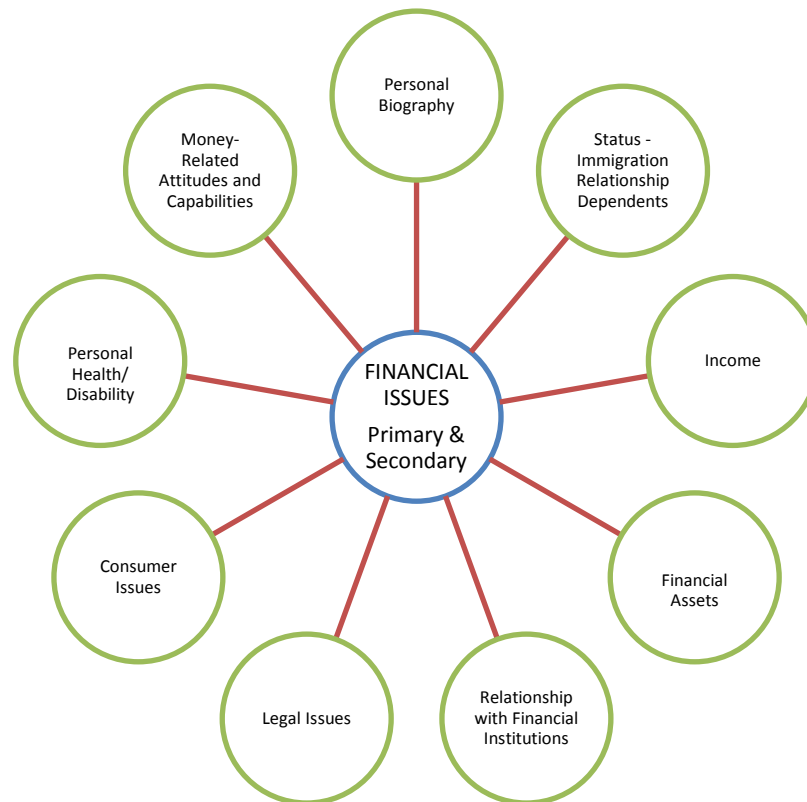 Personal
Biography
Status -
Immigration
Relationship
Dependents
Income
Financial
Assets
Relationship
with Financial
Institutions
Legal Issues
Consumer
Issues
Personal
Health/
Disability
Money-
Related
Attitudes and
Capabilities
FINANCIAL
ISSUES
Primary &
Secondary